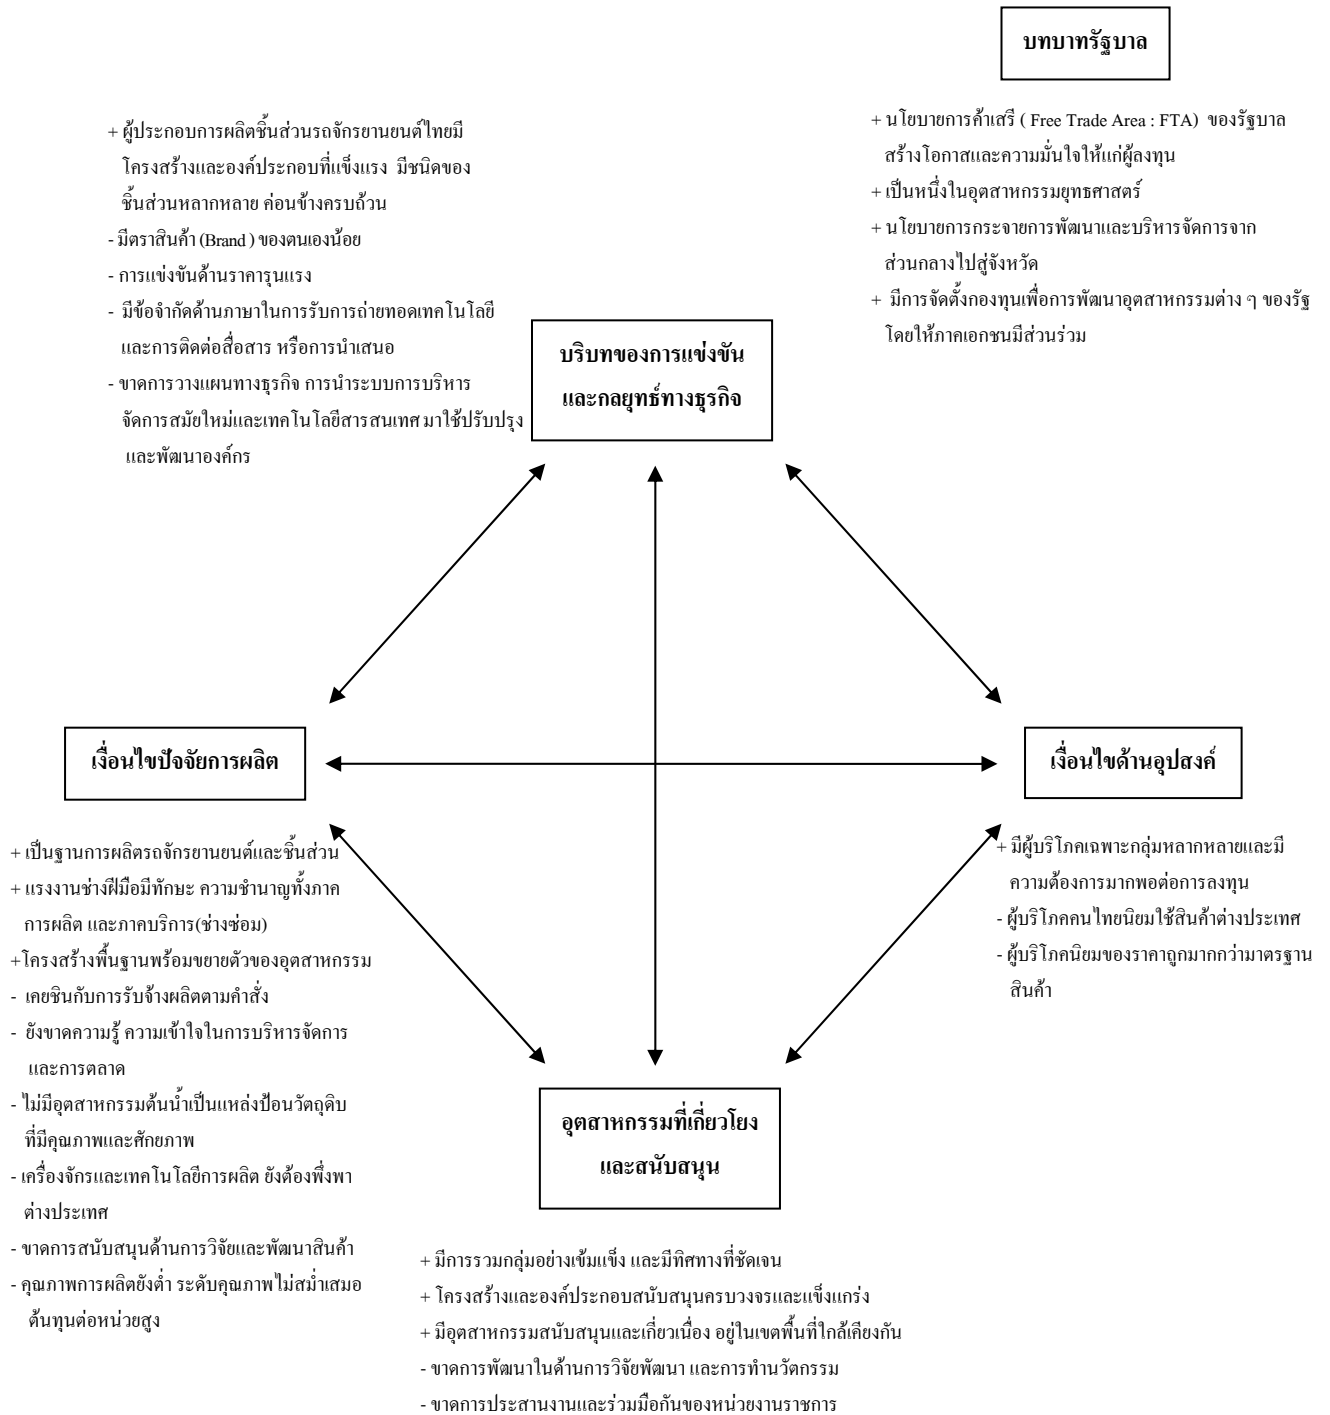 บทบาทรัฐบาล
+ นโยบายการค้าเสรี ( Free Trade Area : FTA) ของรัฐบาล
สร้างโอกาสและความมั่นใจให้แก่ผู้ลงทุน
+ เป็นหนึ่งในอุตสาหกรรมยุทธศาสตร์
+ นโยบายการกระจายการพัฒนาและบริหารจัดการจาก
ส่วนกลางไปสู่จังหวัด
+ มีการจัดตั้งกองทุนเพื่อการพัฒนาอุตสาหกรรมต่าง ๆ ของรัฐ
โดยให้ภาคเอกชนมีส่วนร่วม
+ ผู้ประกอบการผลิตชิ้นส่วนรถจักรยานยนต์ไทยมี
โครงสร้างและองค์ประกอบที่แข็งแรง มีชนิดของ
ชิ้นส่วนหลากหลาย ค่อนข้างครบถ้วน
- มีตราสินค้า (Brand ) ของตนเองน้อย
- การแข่งขันด้านราคารุนแรง
- มีข้อจำกัดด้านภาษาในการรับการถ่ายทอดเทคโนโลยี
และการติดต่อสื่อสาร หรือการนำเสนอ
- ขาดการวางแผนทางธุรกิจ การนำระบบการบริหาร
จัดการสมัยใหม่และเทคโนโลยีสารสนเทศ มาใช้ปรับปรุง
และพัฒนาองค์กร
บริบทของการแข่งขัน
และกลยุทธ์ทางธุรกิจ
เงื่อนไขปัจจัยการผลิต
+ เป็นฐานการผลิตรถจักรยานยนต์และชิ้นส่วน
+ แรงงานช่างฝีมือมีทักษะ ความชำนาญทั้งภาค
การผลิต และภาคบริการ(ช่างซ่อม)
+โครงสร้างพื้นฐานพร้อมขยายตัวของอุตสาหกรรม
- เคยชินกับการรับจ้างผลิตตามคำสั่ง
- ยังขาดความรู้ ความเข้าใจในการบริหารจัดการ
และการตลาด
- ไม่มีอุตสาหกรรมต้นน้ำเป็นแหล่งป้อนวัตถุดิบ
ที่มีคุณภาพและศักยภาพ
- เครื่องจักรและเทคโนโลยีการผลิต ยังต้องพึ่งพา
ต่างประเทศ
- ขาดการสนับสนุนด้านการวิจัยและพัฒนาสินค้า
- คุณภาพการผลิตยังต่ำ ระดับคุณภาพไม่สม่ำเสมอ
ต้นทุนต่อหน่วยสูง
เงื่อนไขด้านอุปสงค์
+ มีผู้บริโภคเฉพาะกลุ่มหลากหลายและมี
ความต้องการมากพอต่อการลงทุน
- ผู้บริโภคคนไทยนิยมใช้สินค้าต่างประเทศ
- ผู้บริโภคนิยมของราคาถูกมากกว่ามาตรฐาน
สินค้า
อุตสาหกรรมที่เกี่ยวโยง
และสนับสนุน
+ มีการรวมกลุ่มอย่างเข้มแข็ง และมีทิศทางที่ชัดเจน
+ โครงสร้างและองค์ประกอบสนับสนุนครบวงจรและแข็งแกร่ง
+ มีอุตสาหกรรมสนับสนุนและเกี่ยวเนื่อง อยู่ในเขตพื้นที่ใกล้เคียงกัน
- ขาดการพัฒนาในด้านการวิจัยพัฒนา และการทำนวัตกรรม
- ขาดการประสานงานและร่วมมือกันของหน่วยงานราชการ